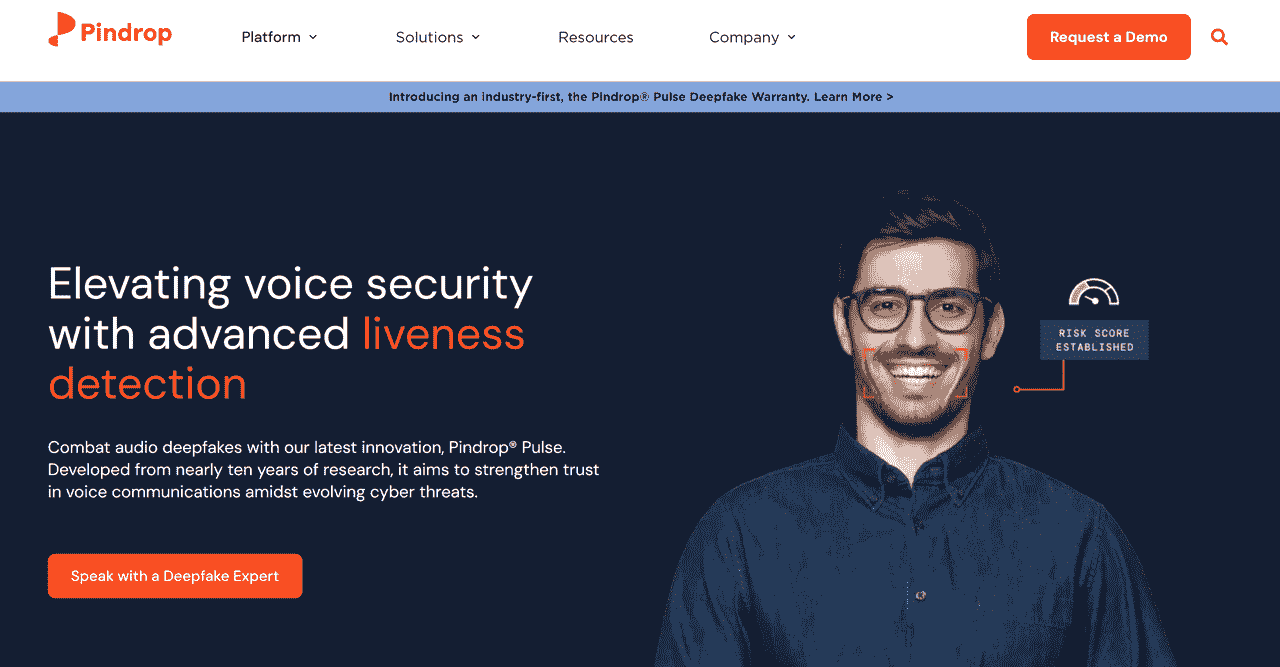 Pindrop
Platform
Solutions
Resources
Company
Request a Demo
Introducing an industry-first, the Pindrop® Pulse Deepfake Warranty. Learn More >
Elevating voice security
with advanced liveness
detection
RISK SCORE
ESTABLISHED
Combat audio deepfakes with our latest innovation, Pindrop® Pulse.
Developed from nearly ten years of research, it aims to strengthen trust
in voice communications amidst evolving cyber threats.
Speak with a Deepfake Expert